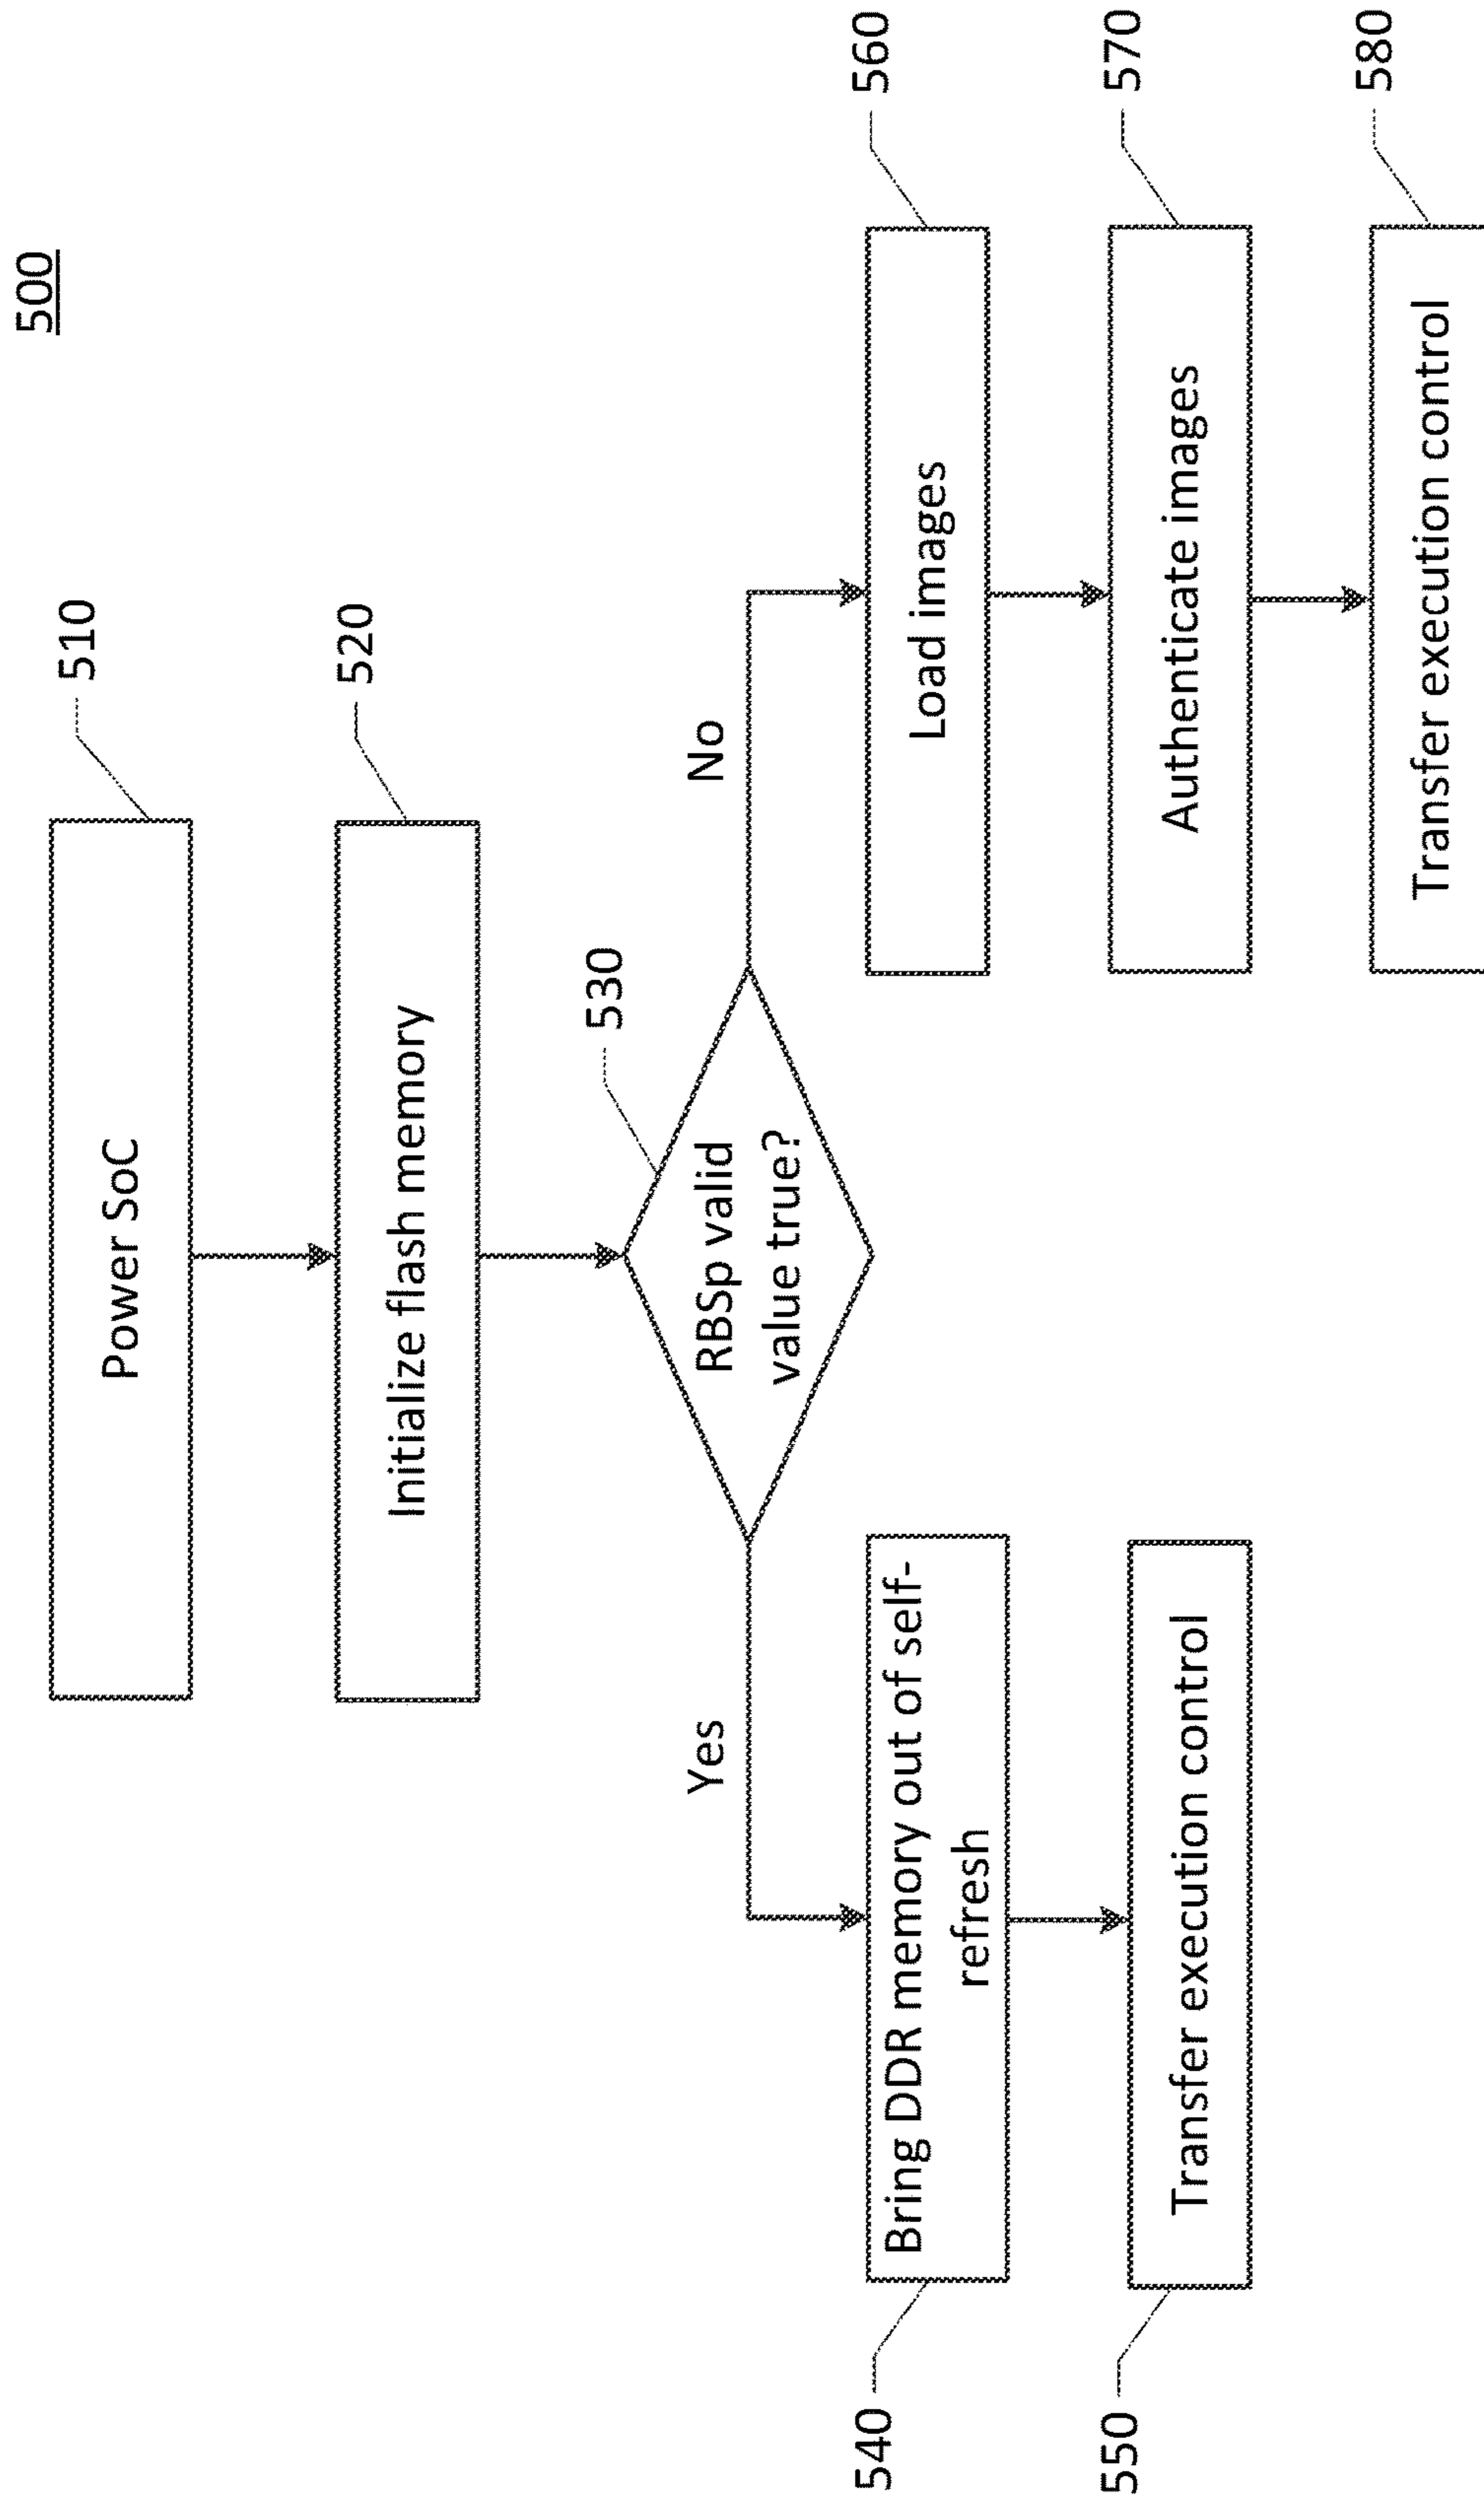 500
Power SoC
510
Initialize flash memory
520
RBSp valid
value true?
530
Yes
No
Bring DDR memory out of self-
refresh
540
Transfer execution control
550
Load images
560
Authenticate images
570
Transfer execution control
580